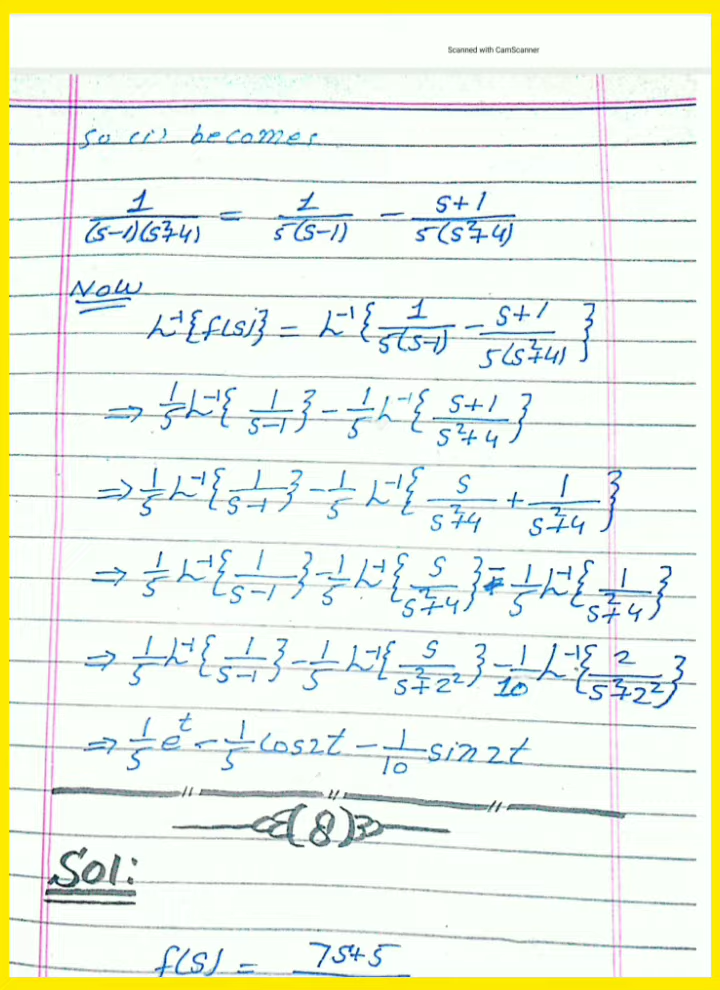 Scanned with CamScanner
So (i) becomes
1/((s-1)(s²+4)) = 1/(5(s-1)) - (s+1)/(5(s²+4))
Now
L⁻¹{f(s)} = L⁻¹{1/(5(s-1)) - (s+1)/(5(s²+4))}
⇒ 1/5 L⁻¹{1/(s-1)} - 1/5 L⁻¹{(s+1)/(s²+4)}
⇒ 1/5 L⁻¹{1/(s-1)} - 1/5 L⁻¹{s/(s²+4) + 1/(s²+4)}
⇒ 1/5 L⁻¹{1/(s-1)} - 1/5 L⁻¹{s/(s²+4)} - 1/5 L⁻¹{1/(s²+4)}
⇒ 1/5 L⁻¹{1/(s-1)} - 1/5 L⁻¹{s/(s²+2²)} - 1/10 L⁻¹{2/(s²+2²)}
⇒ 1/5 eᵗ - 1/5 cos2t - 1/10 sin2t
(8)
Sol:
f(s) = 7s+5